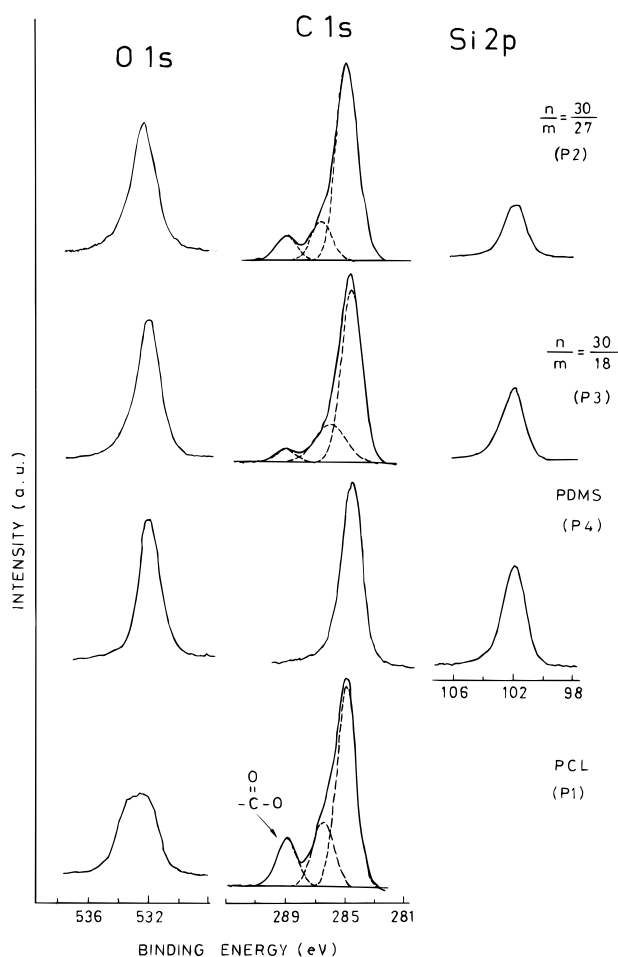 O 1s
C 1s
Si 2p
n/m = 30/27
(P2)
n/m = 30/18
(P3)
PDMS
(P4)
106 102 98
O
=
-C-O
PCL
(P1)
536 532
289 285 281
BINDING ENERGY (eV)
INTENSITY (a.u.)